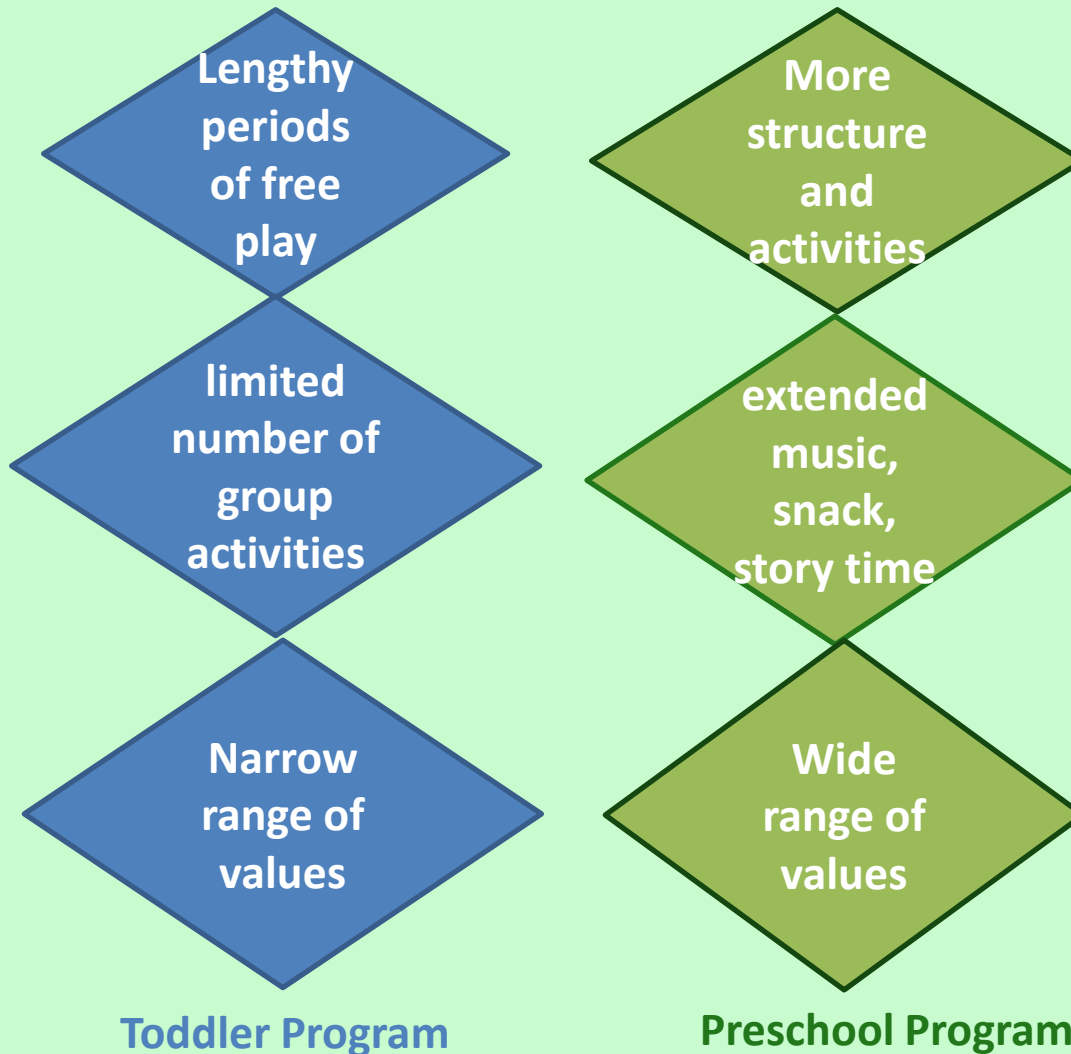 Lengthy
periods
of free
play
limited
number of
group
activities
Narrow
range of
values
Toddler Program
More
structure
and
activities
extended
music,
snack,
story time
Wide
range of
values
Preschool Program